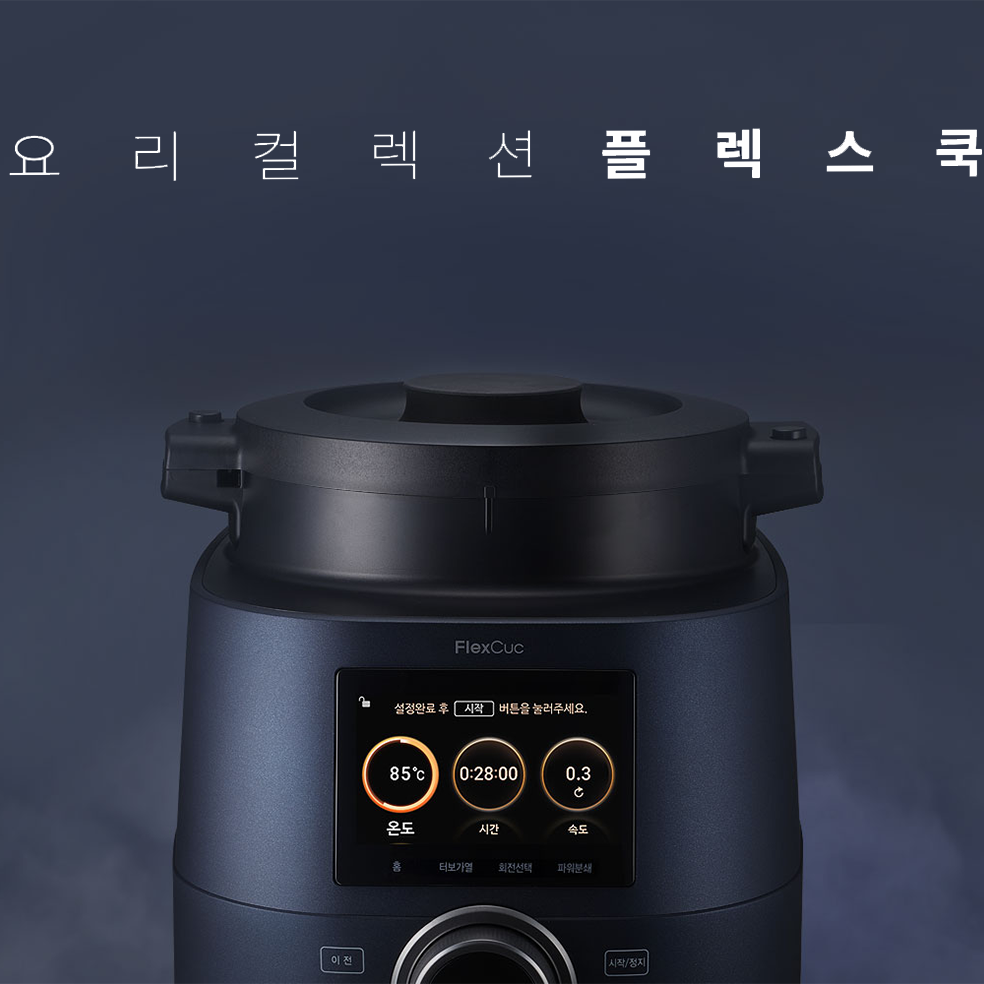 요리컬렉션 플렉스쿡
FlexCuc
설정완료 후 시작 버튼을 눌러주세요.
85°C 0:28:00 0.3
온도 시간 속도
홈 터보가열 회전선택 파워분쇄
이 전 시작/정지